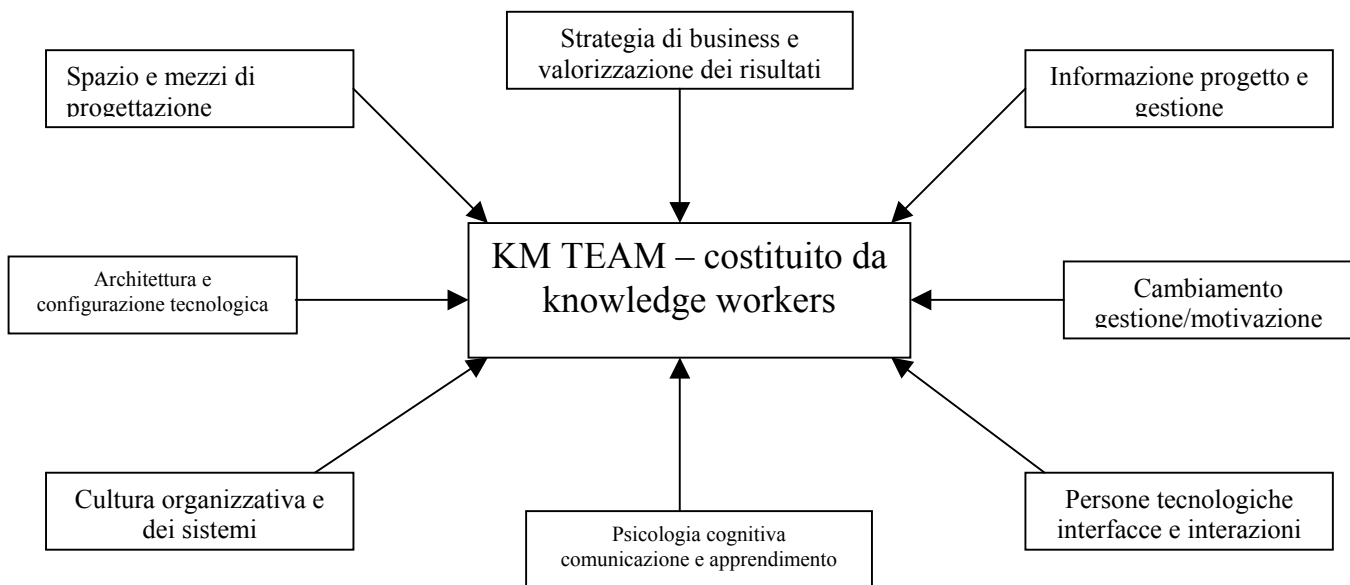 Strategia di business e
valorizzazione dei risultati
Spazio e mezzi di
progettazione
Informazione progetto e
gestione
KM TEAM – costituito da
knowledge workers
Architettura e
configurazione tecnologica
Cambiamento
gestione/motivazione
Cultura organizzativa e
dei sistemi
Psicologia cognitiva
comunicazione e apprendimento
Persone tecnologiche
interfacce e interazioni